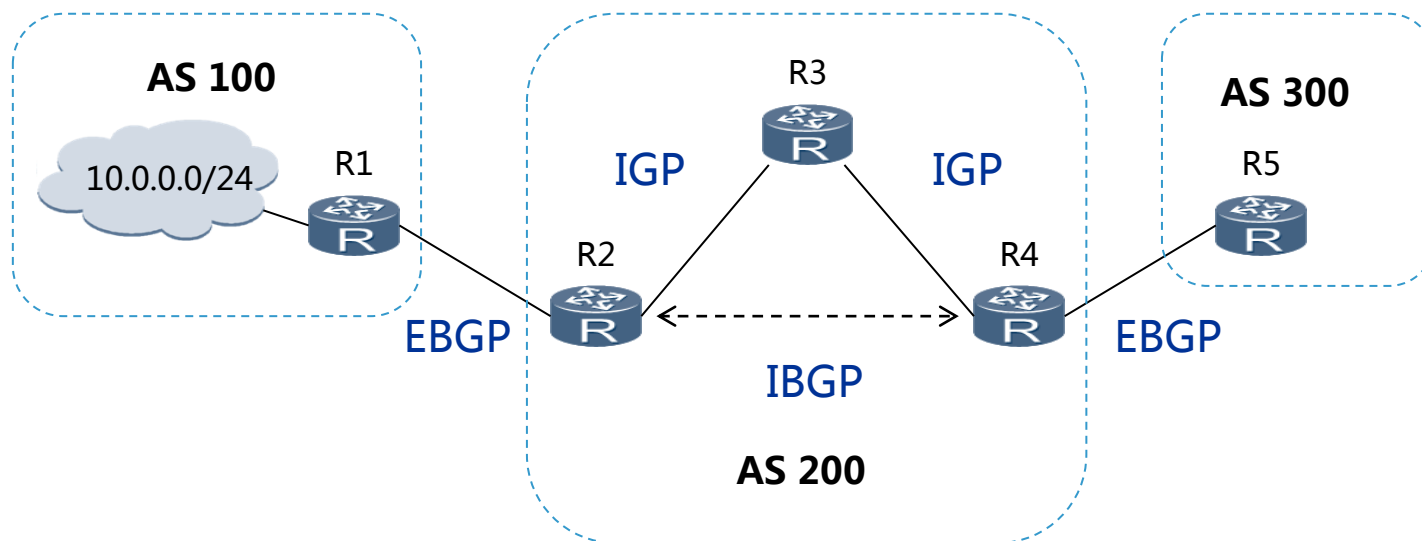 AS 100
10.0.0.0/24
R1
R
EBGP
R2
R
IGP
R3
R
IGP
R4
R
IBGP
AS 200
EBGP
AS 300
R5
R